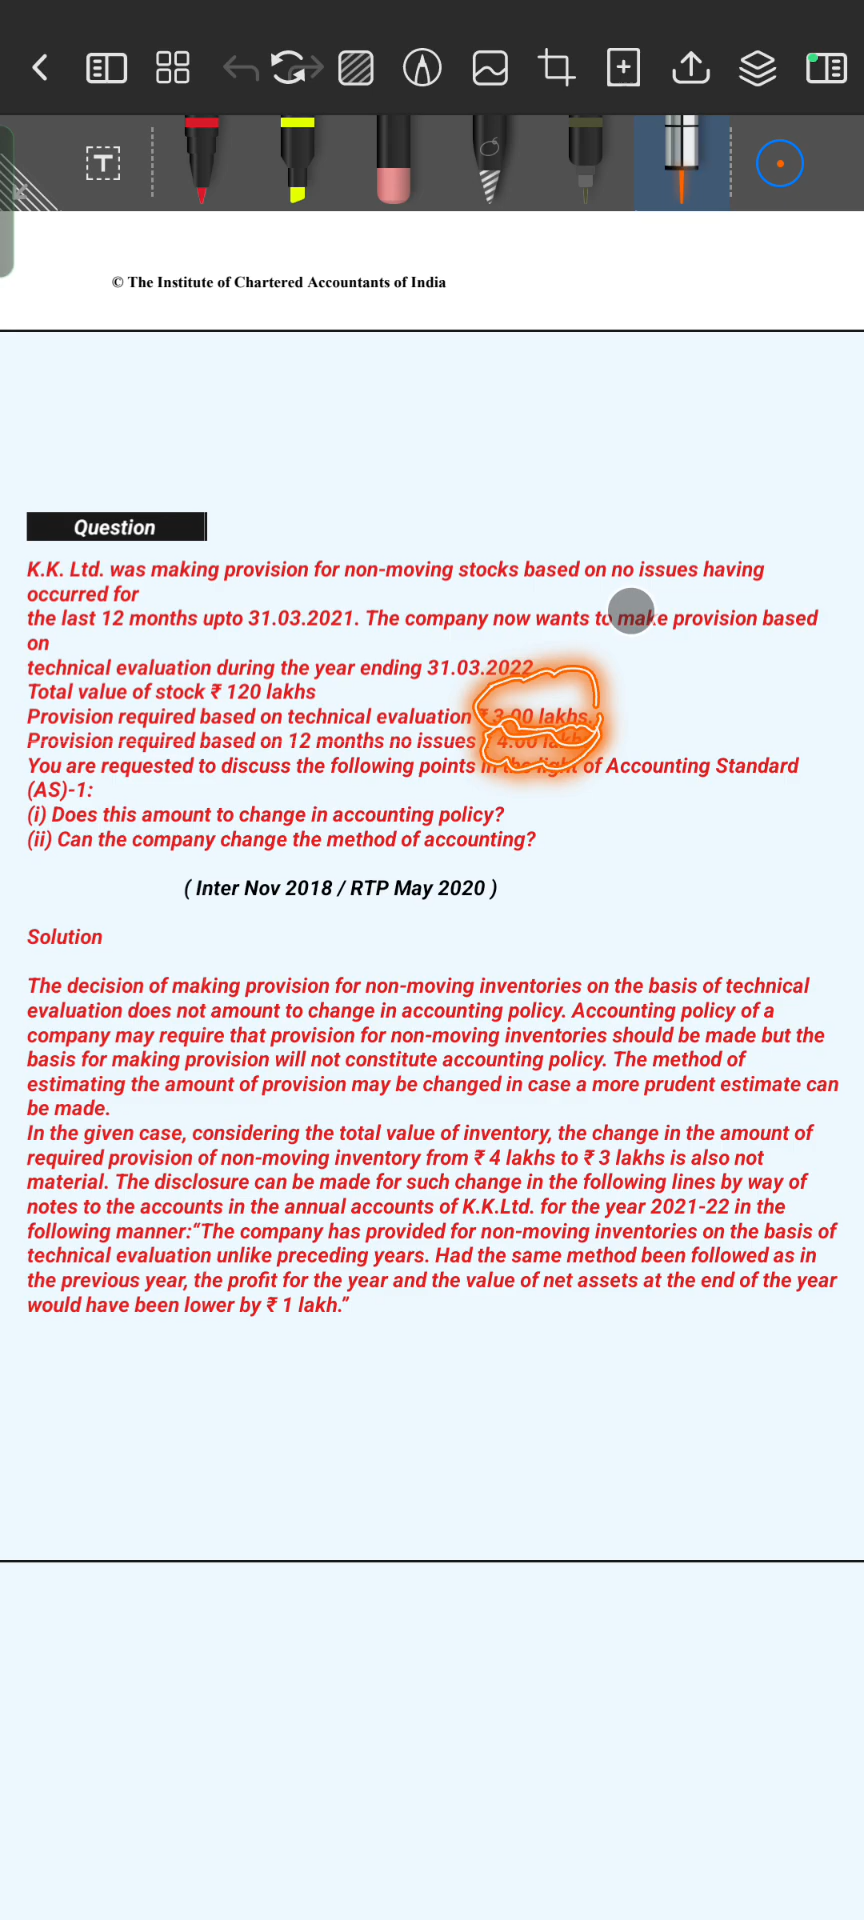 T
© The Institute of Chartered Accountants of India
Question
K.K. Ltd. was making provision for non-moving stocks based on no issues having
occurred for
the last 12 months upto 31.03.2021. The company now wants to make provision based
on
technical evaluation during the year ending 31.03.2022
Total value of stock ₹ 120 lakhs
Provision required based on technical evaluation ₹ 3.00 lakhs.
Provision required based on 12 months no issues ₹ 4.00 lakhs
You are requested to discuss the following points in the light of Accounting Standard
(AS)-1:
(i) Does this amount to change in accounting policy?
(ii) Can the company change the method of accounting?
( Inter Nov 2018 / RTP May 2020 )
Solution
The decision of making provision for non-moving inventories on the basis of technical
evaluation does not amount to change in accounting policy. Accounting policy of a
company may require that provision for non-moving inventories should be made but the
basis for making provision will not constitute accounting policy. The method of
estimating the amount of provision may be changed in case a more prudent estimate can
be made.
In the given case, considering the total value of inventory, the change in the amount of
required provision of non-moving inventory from ₹ 4 lakhs to ₹ 3 lakhs is also not
material. The disclosure can be made for such change in the following lines by way of
notes to the accounts in the annual accounts of K.K.Ltd. for the year 2021-22 in the
following manner:“The company has provided for non-moving inventories on the basis of
technical evaluation unlike preceding years. Had the same method been followed as in
the previous year, the profit for the year and the value of net assets at the end of the year
would have been lower by ₹ 1 lakh.”